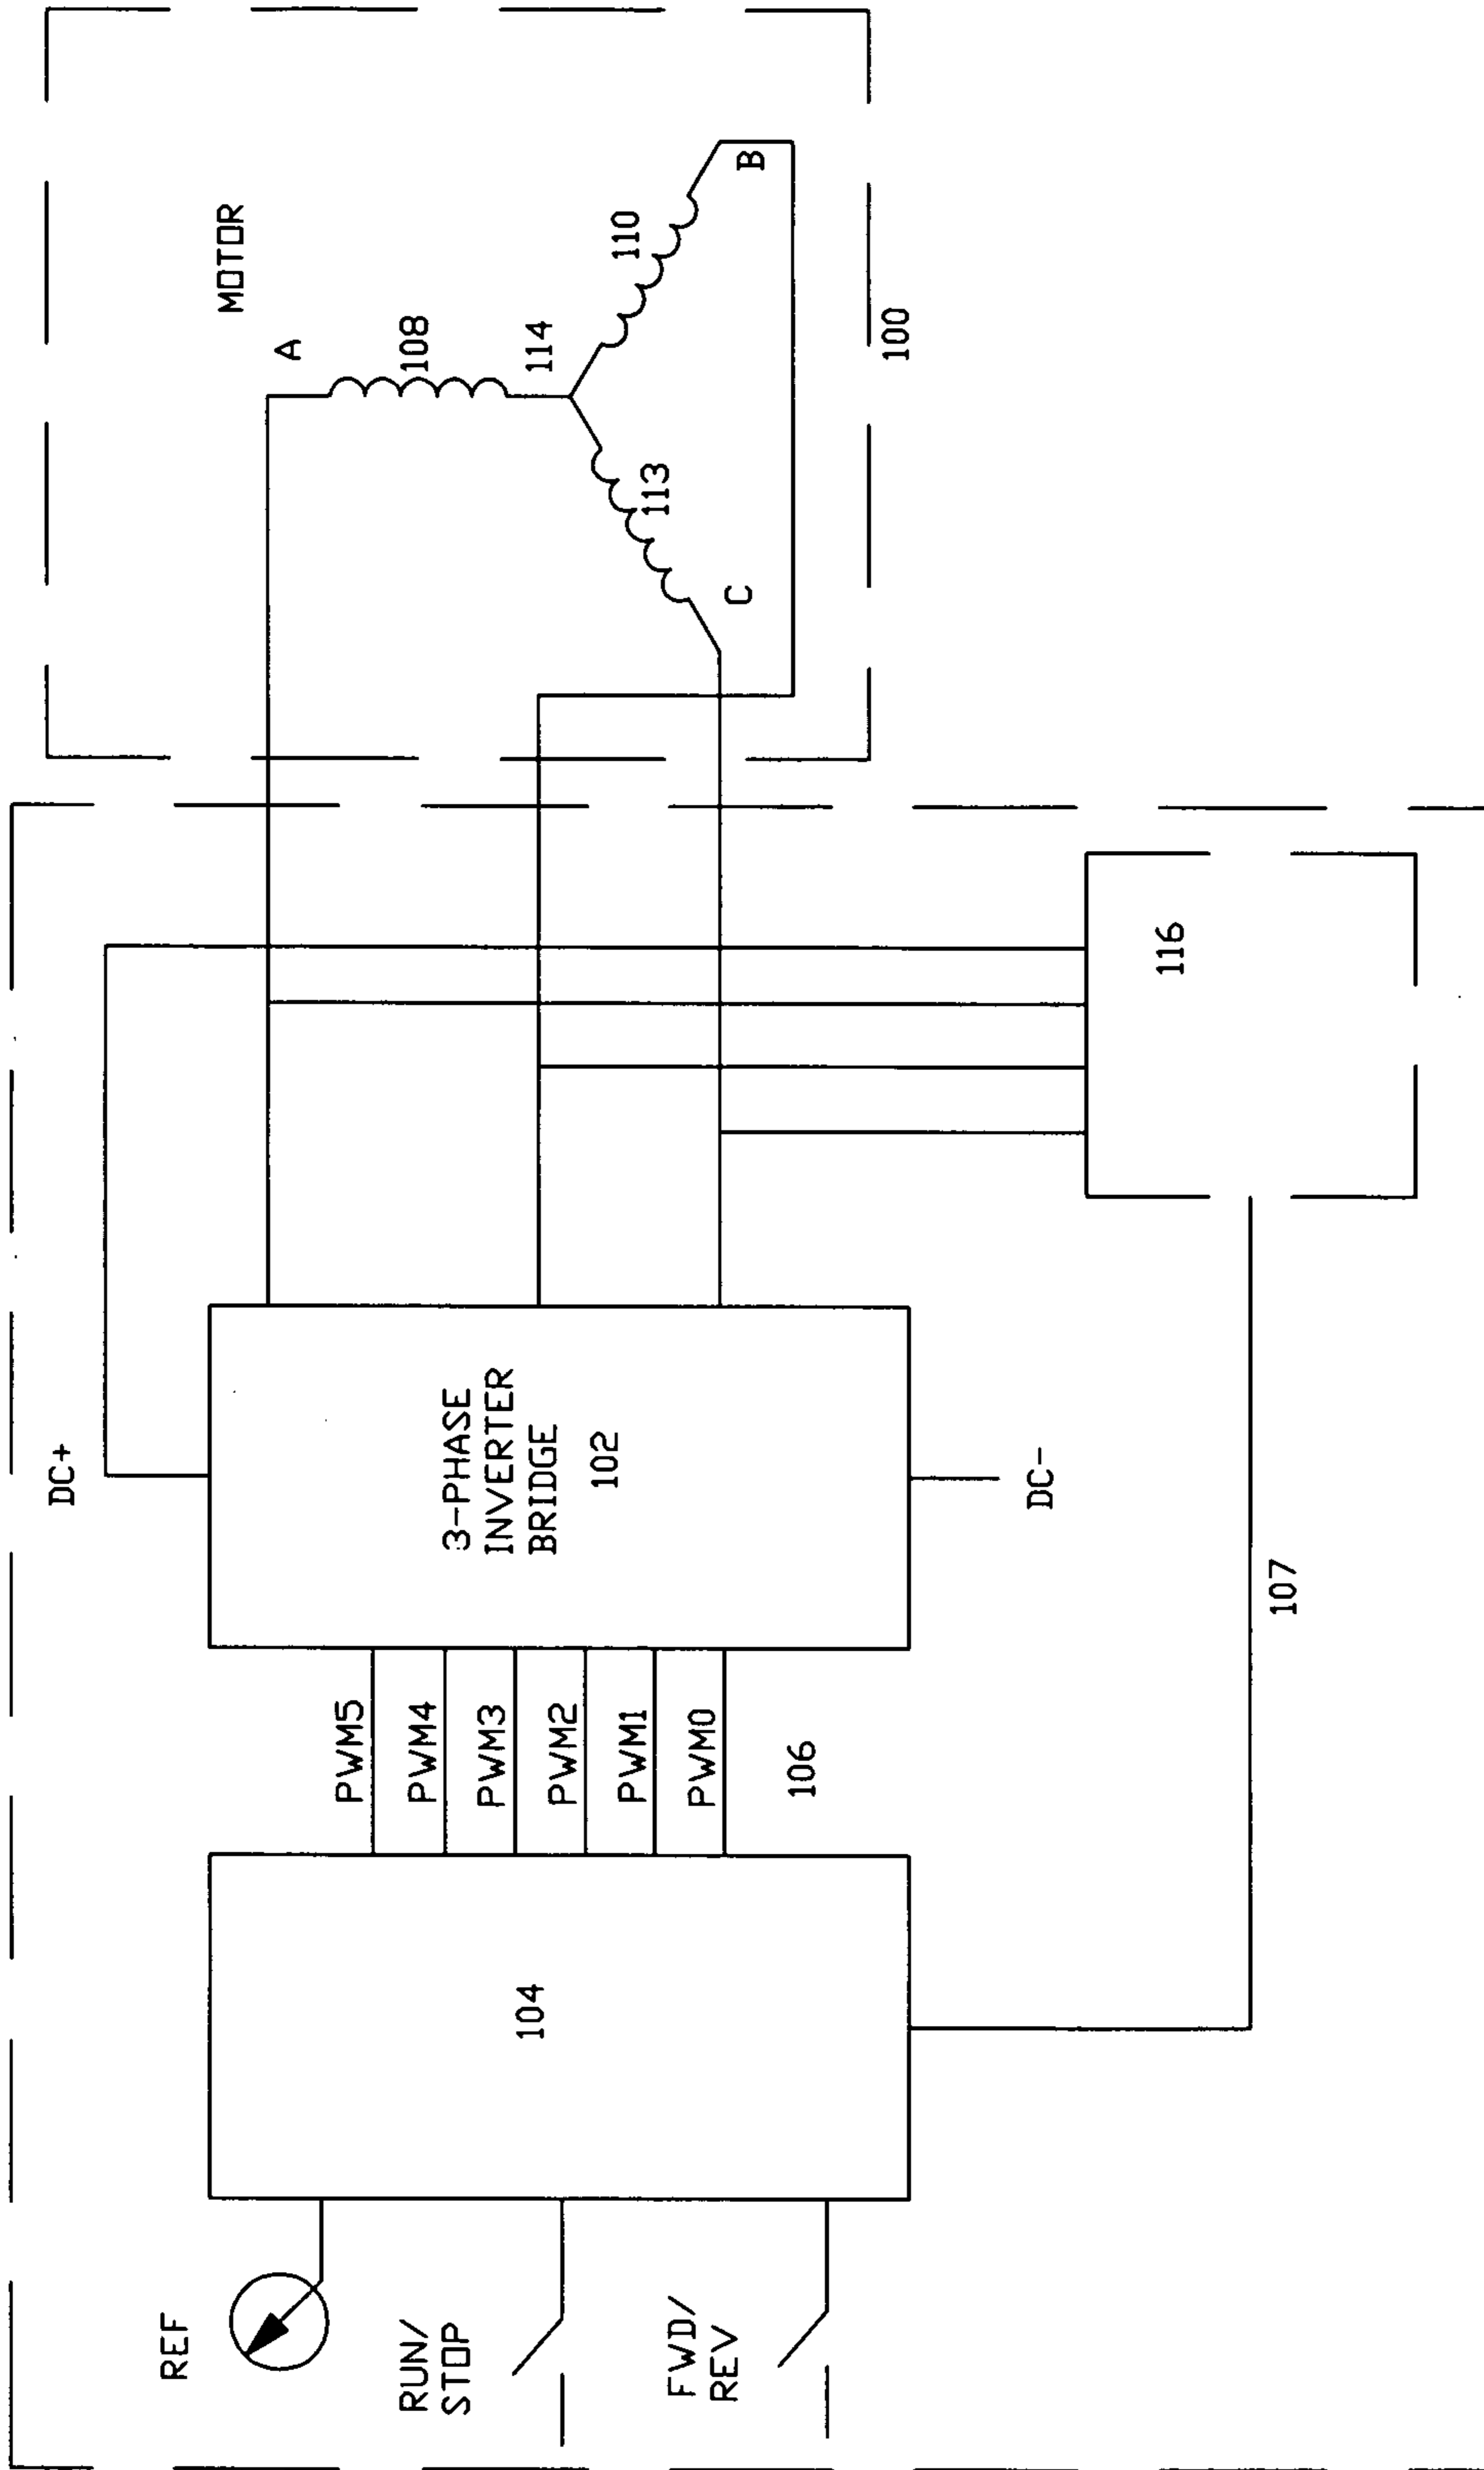 REF
RUN/
STOP
FWD/
REV
104
PWM5
PWM4
PWM3
PWM2
PWM1
PWM0
106
DC+
3-PHASE
INVERTER
BRIDGE
102
DC-
107
116
MOTOR
A
108
114
110
B
113
C
100